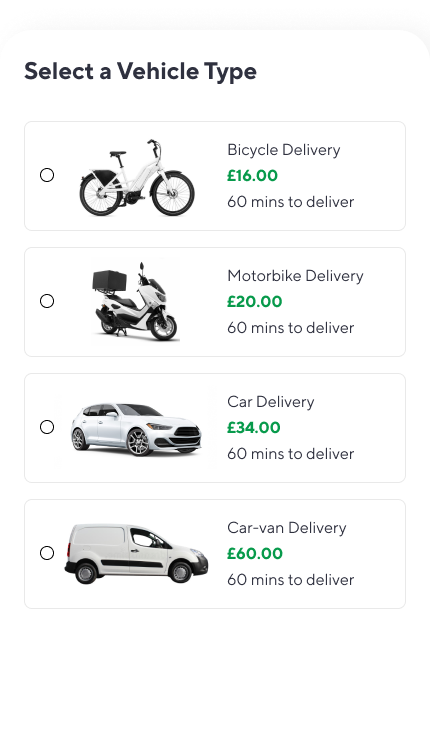 Select a Vehicle Type
Bicycle Delivery
£16.00
60 mins to deliver
Motorbike Delivery
£20.00
60 mins to deliver
Car Delivery
£34.00
60 mins to deliver
Car-van Delivery
£60.00
60 mins to deliver